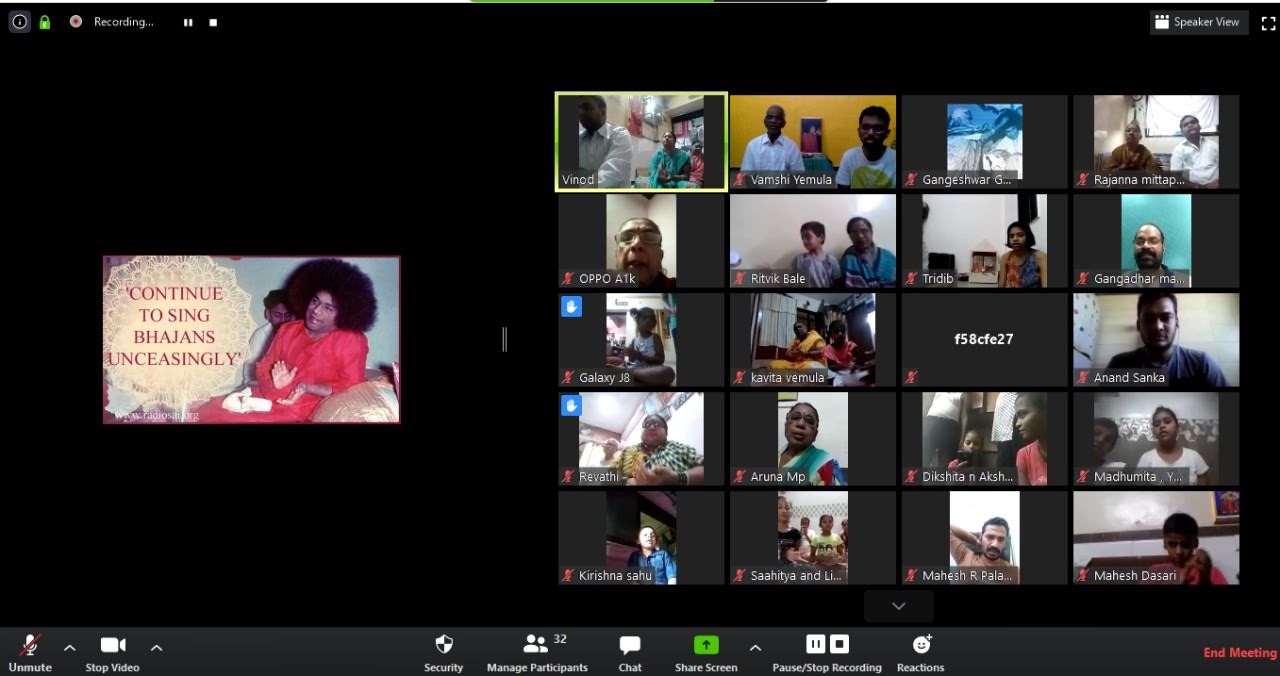 Recording...
Speaker View
'CONTINUE
TO SING
BHAJANS
UNCEASINGLY'
www.radiosai.org
Vinod
Vamshi Yemula
Gangeshwar G...
Rajanna mittap...
OPPO A1k
Ritvik Bale
Tridib
Gangadhar ma...
Galaxy J8
kavita vemula
f58cfe27
Anand Sanka
Revathi
Aruna Mp
Dikshita n Aksh...
Madhumita , Y...
Kirishna sahu
Saahitya and Li...
Mahesh R Pala...
Mahesh Dasari
Unmute
Stop Video
Security
Manage Participants
32
Chat
Share Screen
Pause/Stop Recording
Reactions
End Meeting